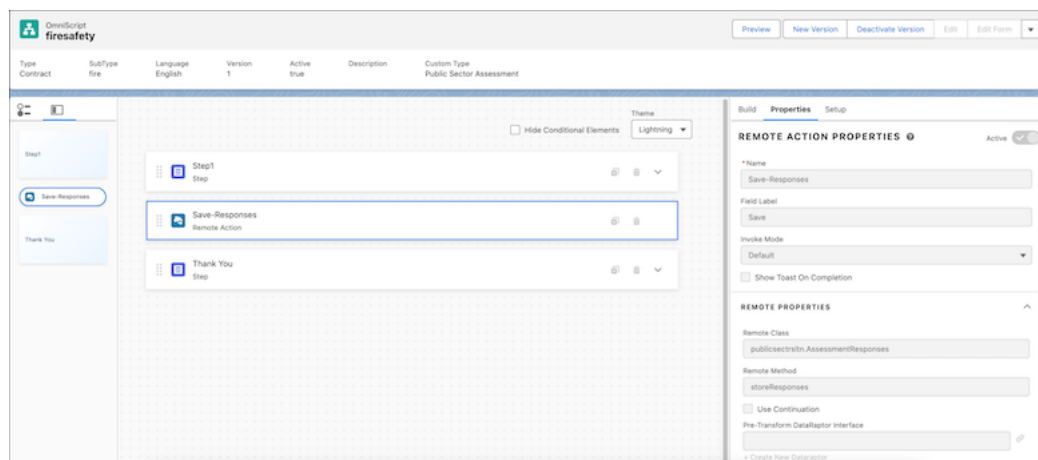 OmniScript
firesafety
Preview
New Version
Deactivate Version
Edit
Edit Form
Type
SubType
Language
Version
Active
Description
Custom Type
Contract
fire
English
1
true
Public Sector Assessment
Theme
Hide Conditional Elements
Lightning
Step1
Save-Responses
Thank You
Step1
Step
Save-Responses
Remote Action
Thank You
Step
Build
Properties
Setup
REMOTE ACTION PROPERTIES
Active
*Name
Save-Responses
Field Label
Save
Invoke Mode
Default
Show Toast On Completion
REMOTE PROPERTIES
Remote Class
publicsectrsltn.AssessmentResponses
Remote Method
storeResponses
Use Continuation
Pre-Transform DataRaptor Interface
+ Create New Dataraptor